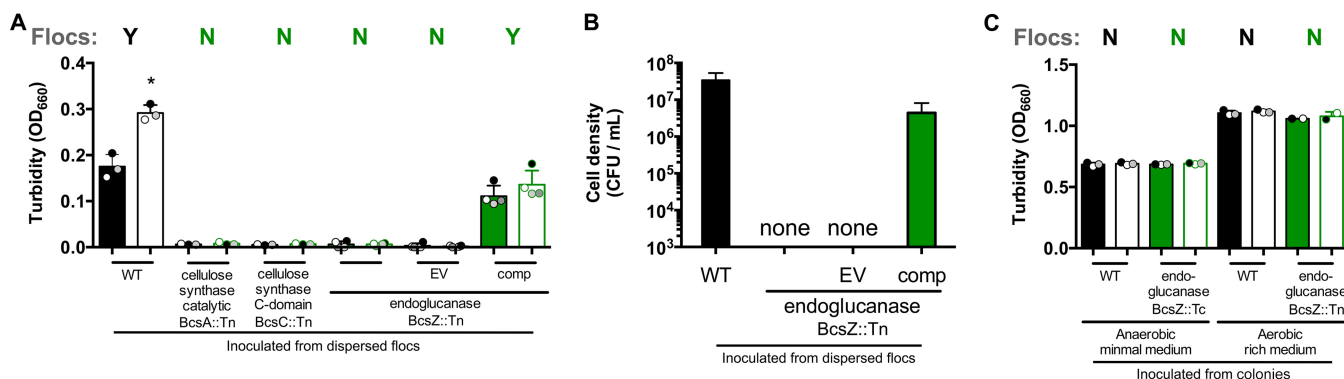 A
Flocs: Y N N N N Y
Turbidity (OD660)
0.4
0.3
0.2
0.1
0.0
*
WT
cellulose
synthase
catalytic
BcsA::Tn
cellulose
synthase
C-domain
BcsC::Tn
EV
comp
endoglucanase
BcsZ::Tn
Inoculated from dispersed flocs
B
Cell density
(CFU / mL)
10^8
10^7
10^6
10^5
10^4
10^3
none
none
WT
EV
comp
endoglucanase
BcsZ::Tn
Inoculated from dispersed flocs
C
Flocs: N N N N
Turbidity (OD660)
1.5
1.0
0.5
0.0
WT
endo-
glucanase
BcsZ::Tc
WT
endo-
glucanase
BcsZ::Tn
Anaerobic
minmal medium
Aerobic
rich medium
Inoculated from colonies